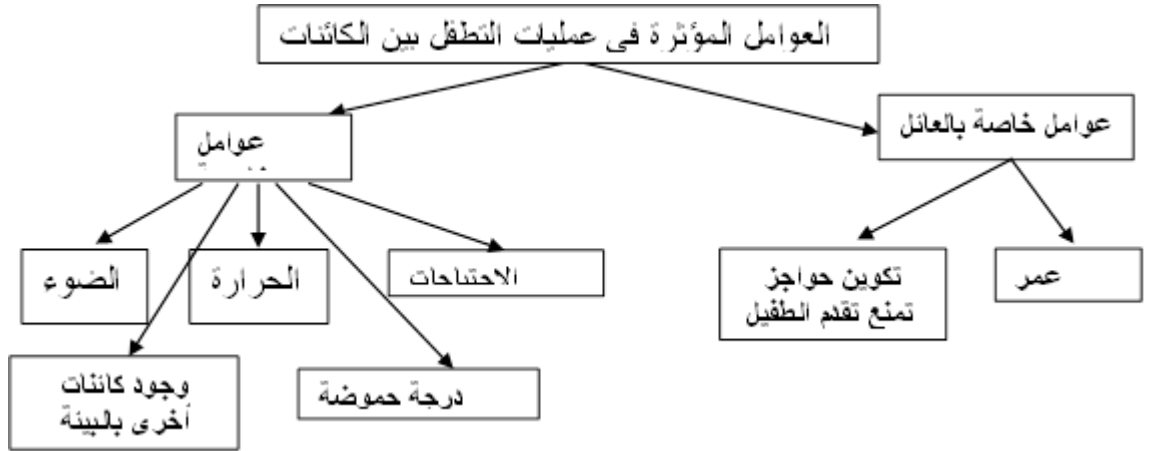 العوامل المؤثرة فى عمليات التطفل بين الكائنات
عوامل خاصة بالعائل
عوامل
تكوين حواجز
تمنع تقدم الطفيل
عمر
الاحتياجات
الحرارة
الضوء
درجة حموضة
وجود كائنات
أخرى بالبيئة